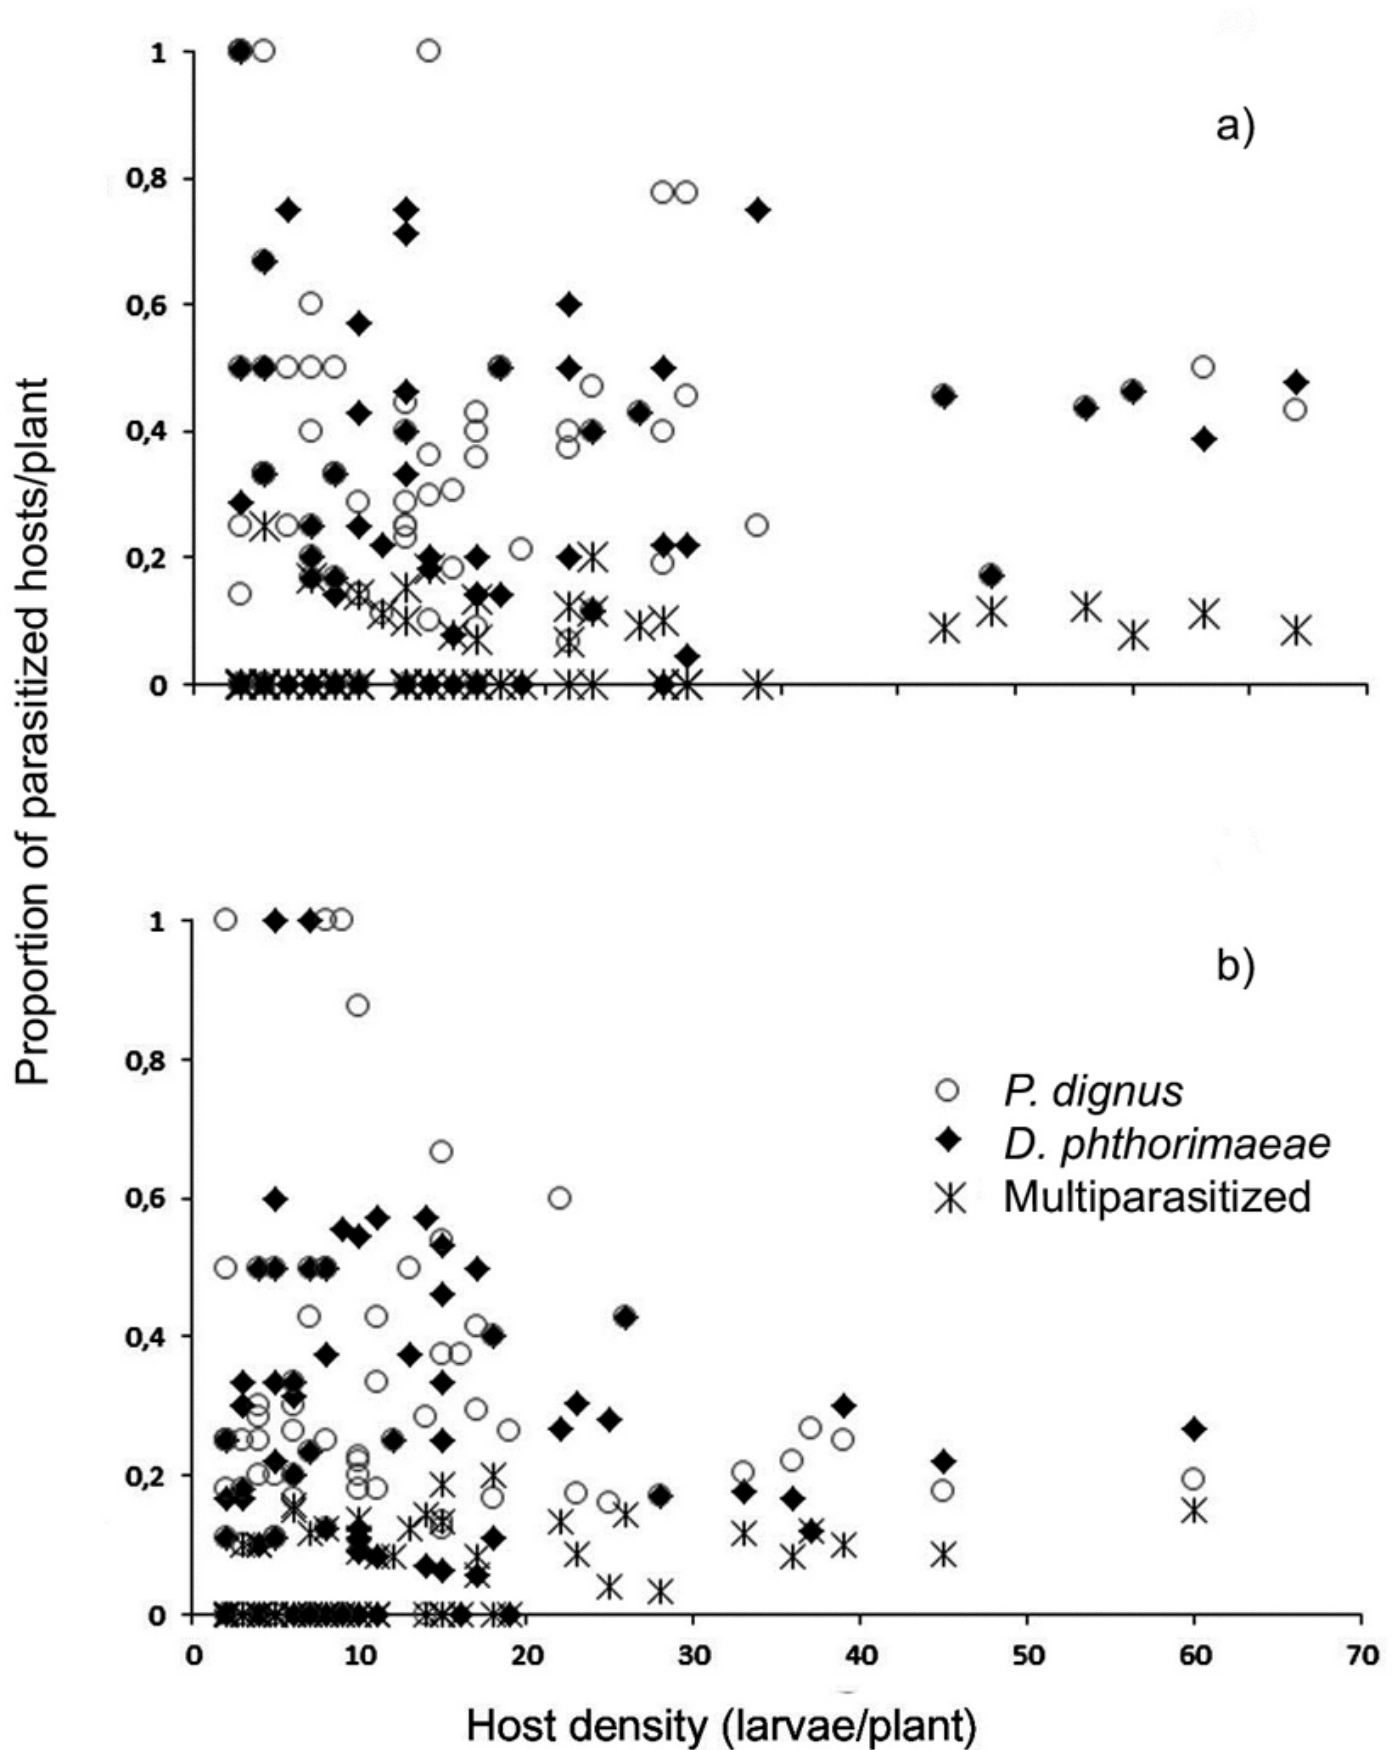 Proportion of parasitized hosts/plant
a)
1
0,8
0,6
0,4
0,2
0
b)
1
0,8
0,6
0,4
0,2
0
P. dignus
D. phthorimaeae
Multiparasitized
0 10 20 30 40 50 60 70
Host density (larvae/plant)